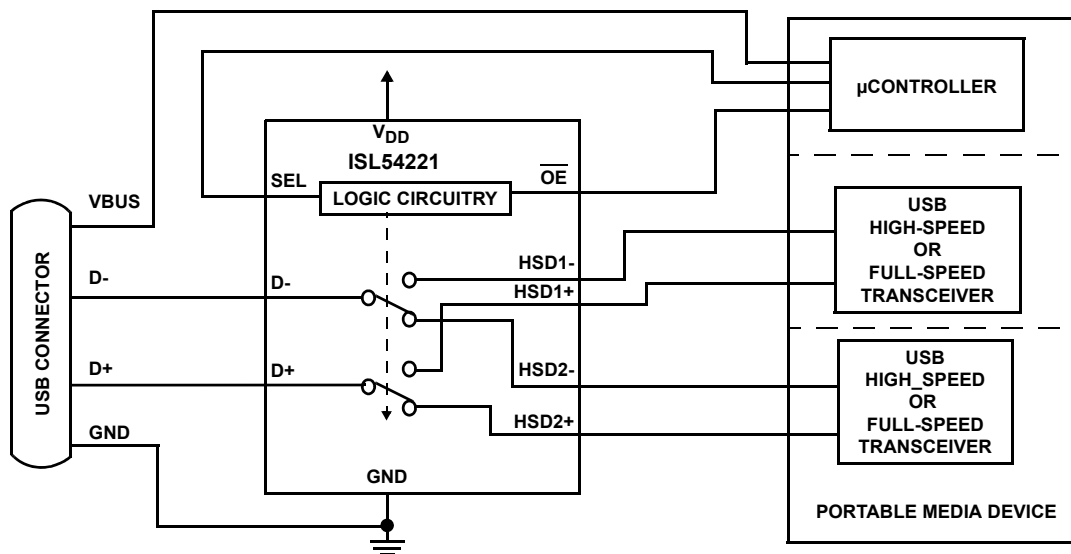 µCONTROLLER
V_DD
ISL54221
SEL
OE
LOGIC CIRCUITRY
VBUS
USB
HIGH-SPEED
OR
FULL-SPEED
TRANSCEIVER
HSD1-
HSD1+
D-
D-
USB CONNECTOR
USB
HIGH_SPEED
OR
FULL-SPEED
TRANSCEIVER
D+
D+
HSD2-
HSD2+
GND
GND
PORTABLE MEDIA DEVICE